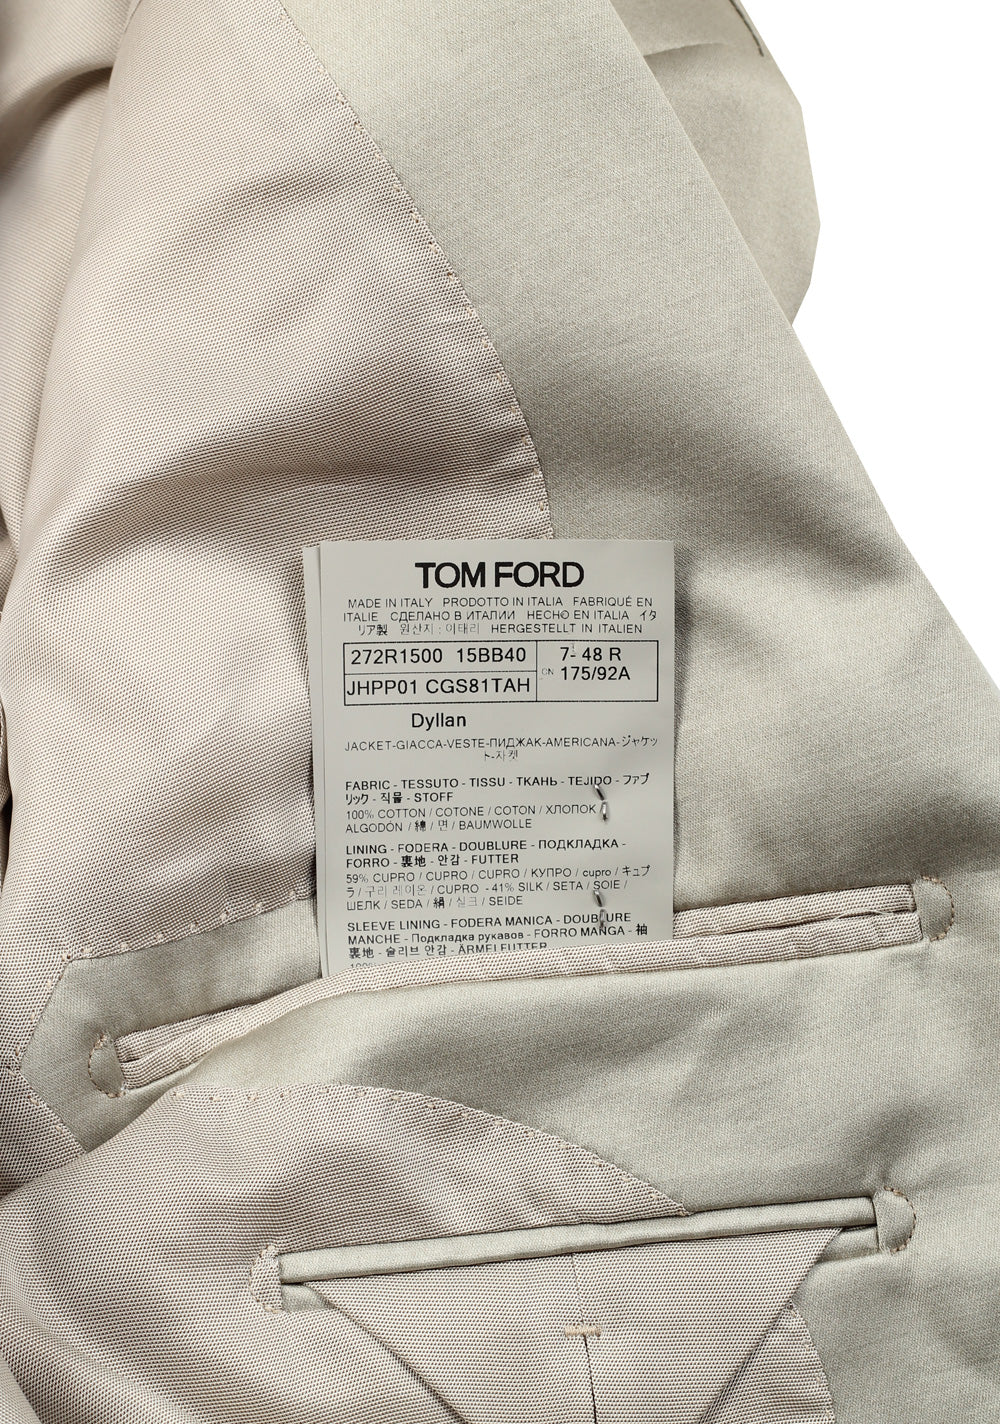 TOM FORD
MADE IN ITALY PRODOTTO IN ITALIA FABRIQUÉ EN
ITALIE СДЕЛАНО В ИТАЛИИ HECHO EN ITALIA イタ
リア製 원산지 : 이태리 HERGESTELLT IN ITALIEN
272R1500 15BB40 7- 48 R
JHPP01 CGS81TAH CN 175/92A
Dyllan
JACKET-GIACCA-VESTE-ПИДЖАК-AMERICANA-ジャケッ
ト-자켓
FABRIC - TESSUTO - TISSU - ТКАНЬ - TEJIDO - ファブ
リック - 직물 - STOFF
100% COTTON / COTONE / COTON / ХЛОПОК /
ALGODÓN / 綿 / 면 / BAUMWOLLE
LINING - FODERA - DOUBLURE - ПОДКЛАДКА -
FORRO - 裏地 - 안감 - FUTTER
59% CUPRO / CUPRO / CUPRO / КУПРО / cupro / キュプ
ラ / 구리 레이온 / CUPRO - 41% SILK / SETA / SOIE /
ШЕЛК / SEDA / 絹 / 실크 / SEIDE
SLEEVE LINING - FODERA MANICA - DOUBLURE
MANCHE - Подкладка рукавов - FORRO MANGA - 袖
裏地 - 슬리브 안감 - ÄRMELFUTTER
100%